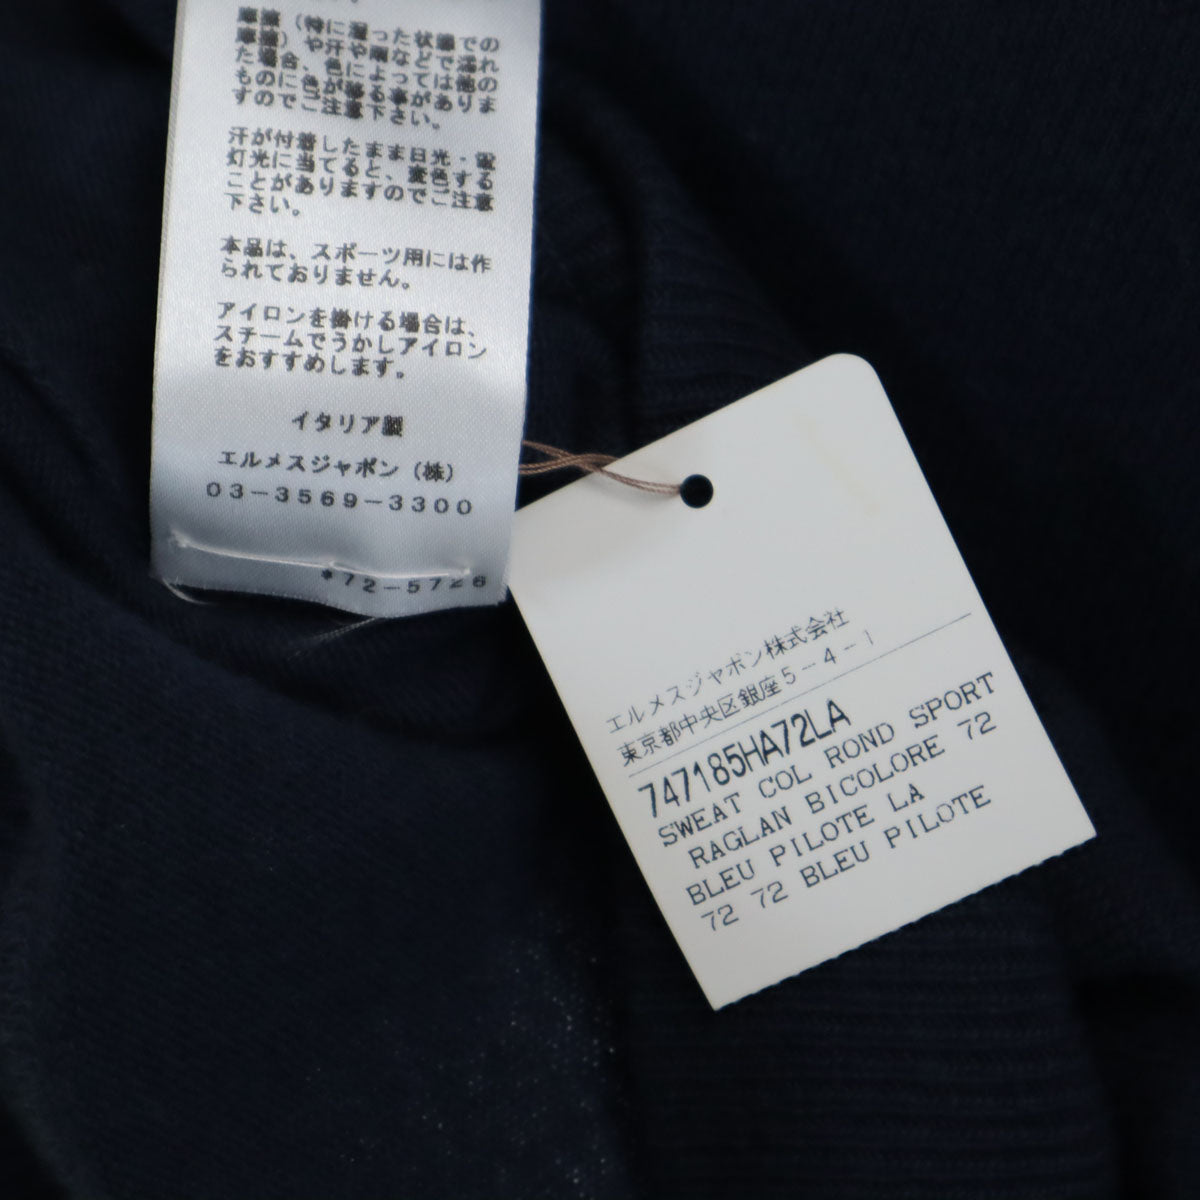 摩擦(特に湿った状態での
摩擦)や汗や雨などで濡れ
た場合、色によっては他の
ものに色が移る事がありま
すのでご注意下さい。
汗が付着したまま日光・電
灯光に当てると、変色する
ことがありますのでご注意
下さい。
本品は、スポーツ用には作
られておりません。
アイロンを掛ける場合は、
スチームでうかしアイロン
をおすすめします。
イタリア製
エルメスジャポン(株)
03-3569-3300
*72-5726
エルメスジャポン株式会社
東京都中央区銀座5-4-1
747185HA72LA
SWEAT COL ROND SPORT
RAGLAN BICOLORE 72
BLEU PILOTE LA
72 72 BLEU PILOTE